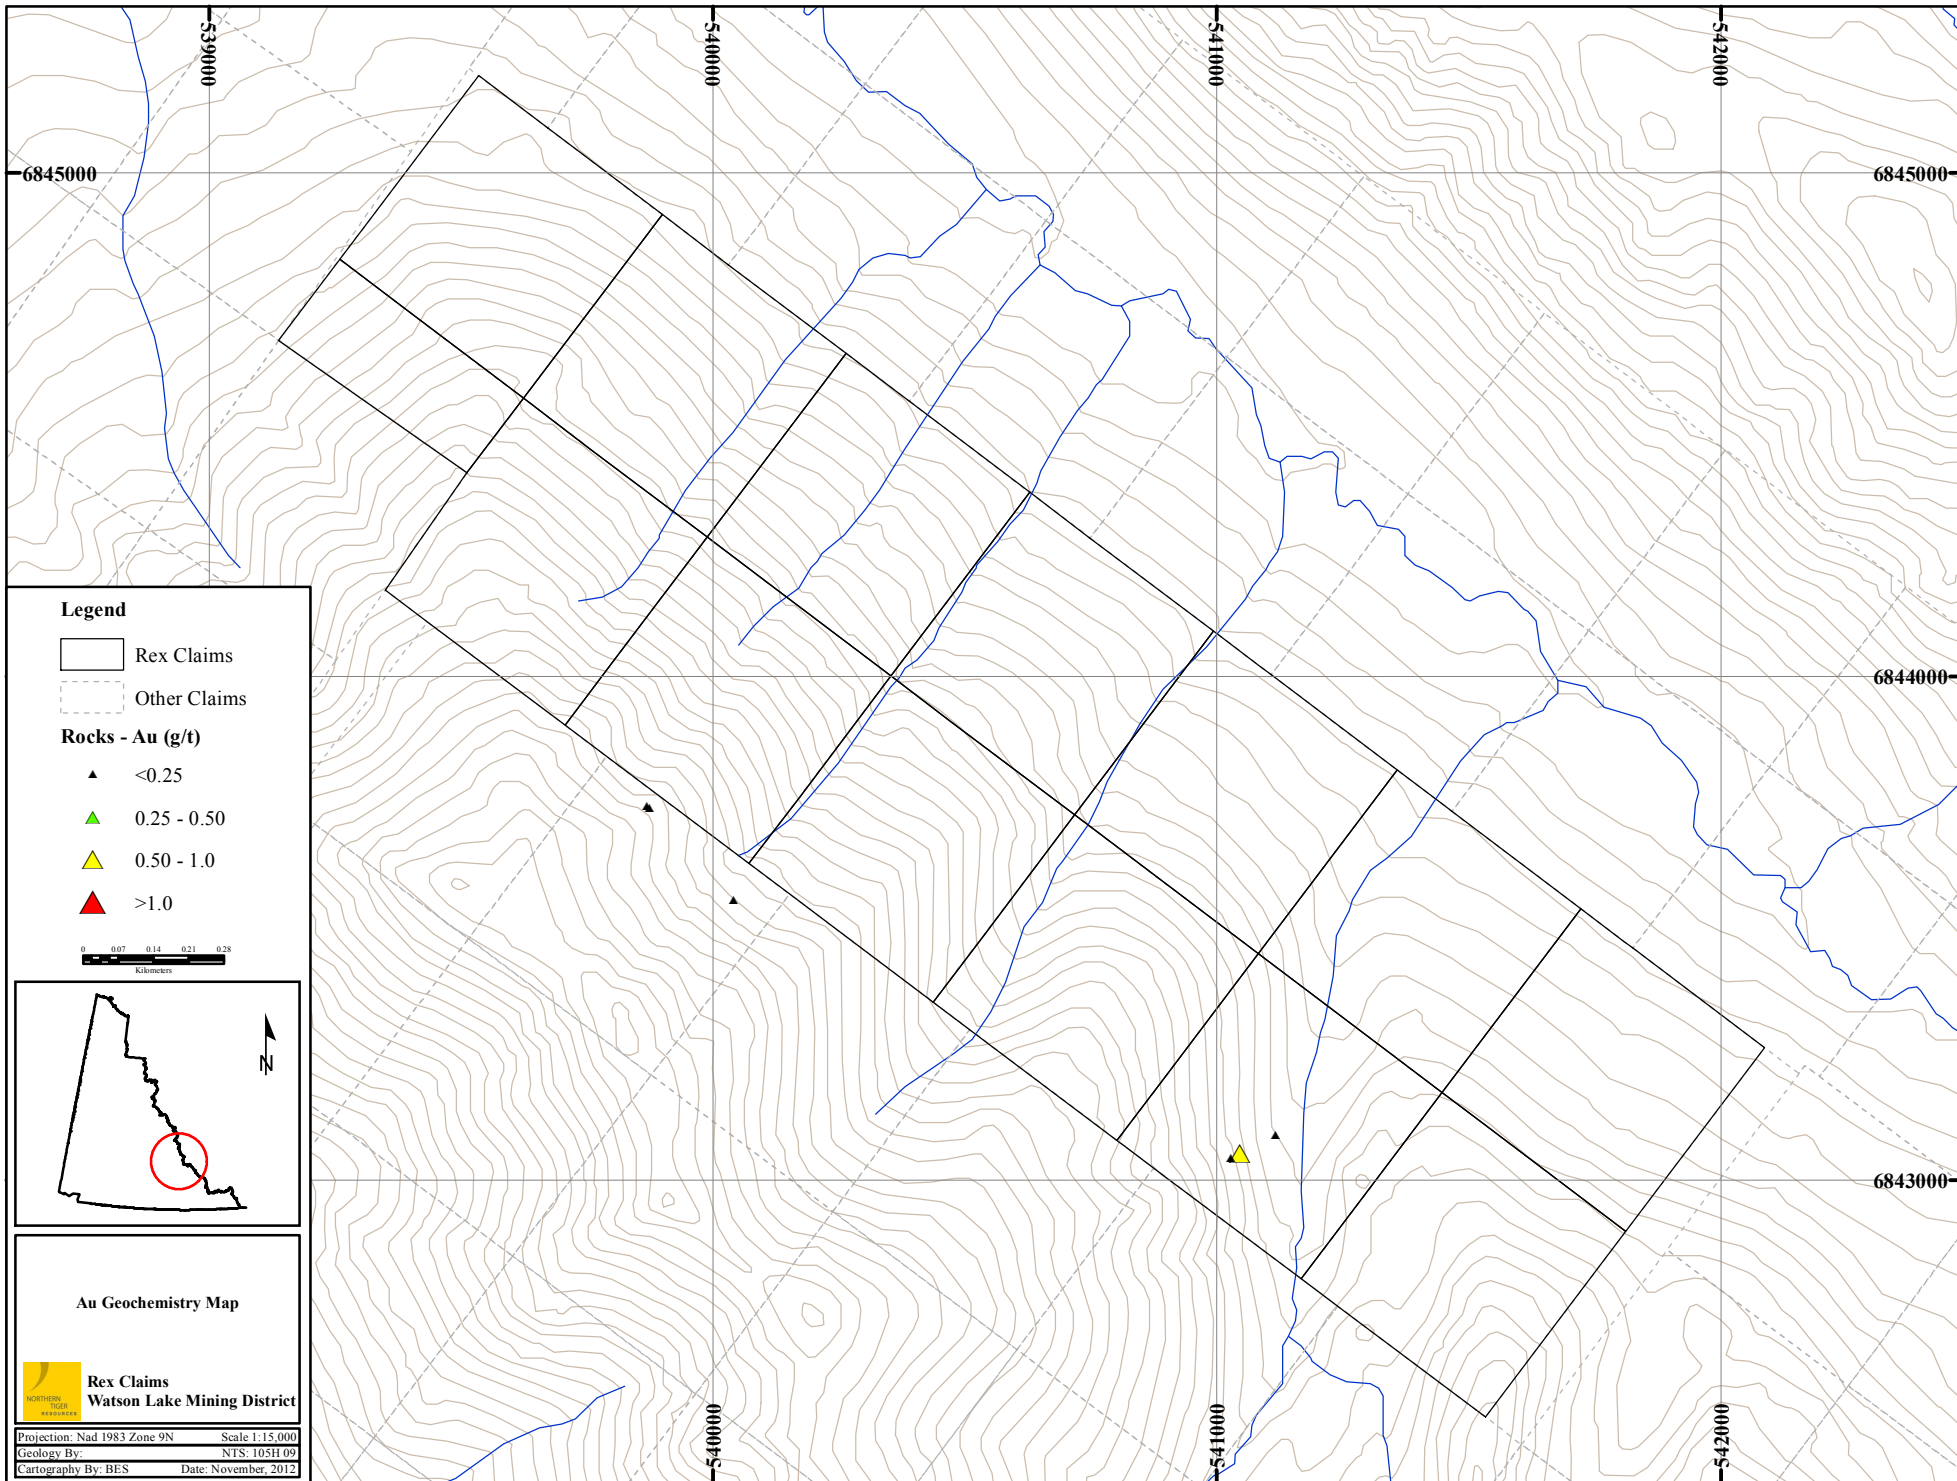 539000
540000
541000
542000
6845000
6845000
6844000
6843000
540000
541000
542000
Legend
Rex Claims
Other Claims
Rocks - Au (g/t)
<0.25
0.25 - 0.50
0.50 - 1.0
>1.0
0 0.07 0.14 0.21 0.28
Kilometers
N
Au Geochemistry Map
NORTHERN
TIGER
RESOURCES
Rex Claims
Watson Lake Mining District
Projection: Nad 1983 Zone 9N Scale 1:15,000
Geology By: NTS: 105H 09
Cartography By: BES Date: November, 2012